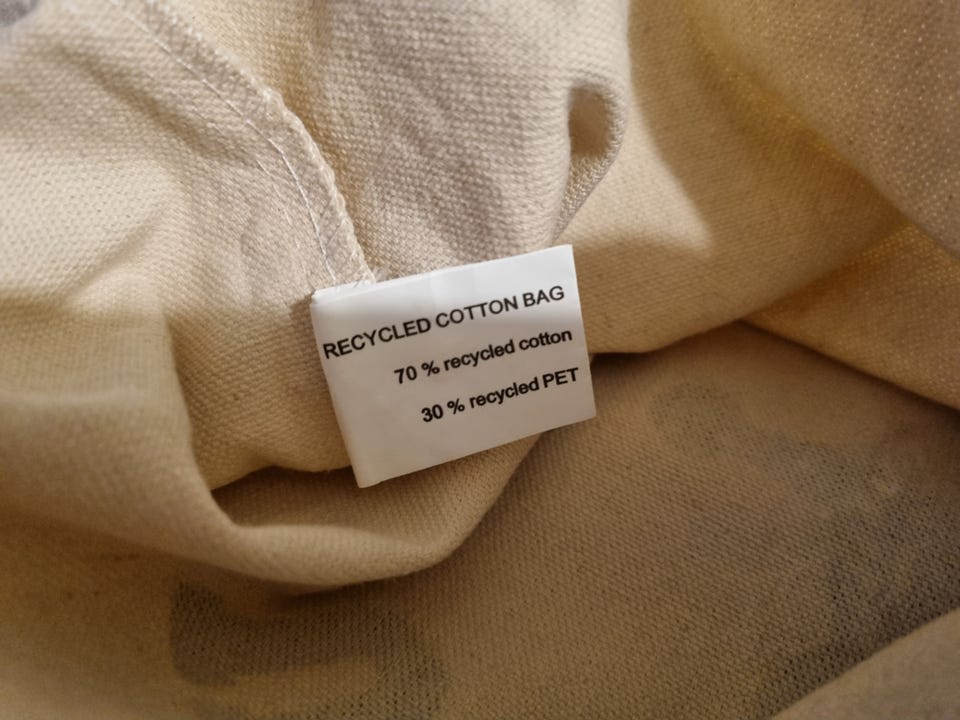 RECYCLED COTTON BAG
70 % recycled cotton
30 % recycled PET